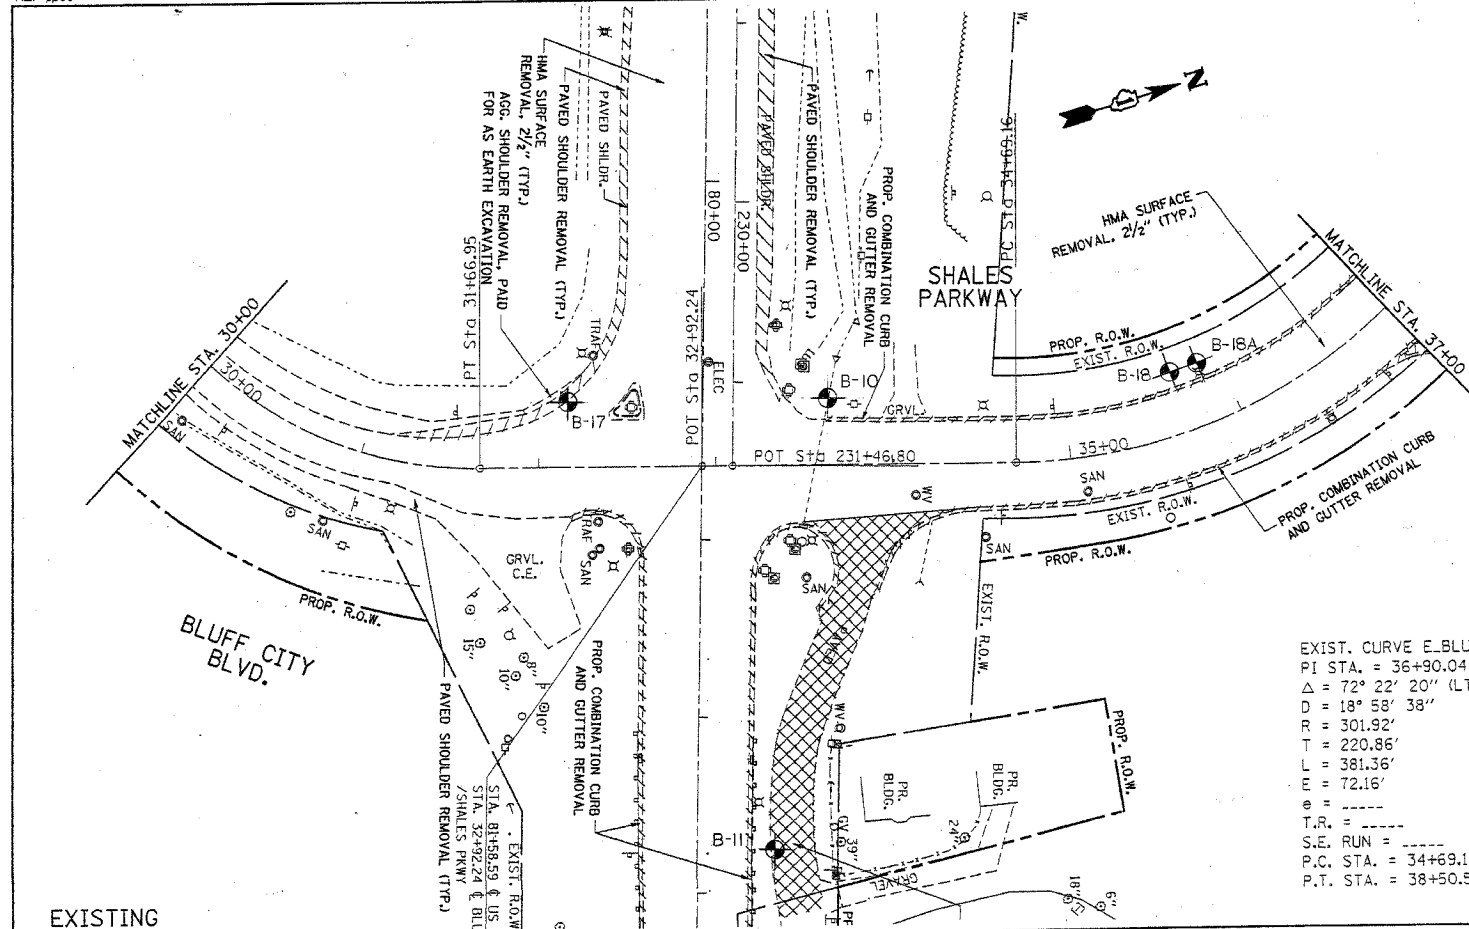 HMA SURFACE
REMOVAL, 2½" (TYP.)
AGG. SHOULDER REMOVAL, PAID
FOR AS EARTH EXCAVATION
PAVED SHOULDER REMOVAL (TYP.)
PAVED SHLDR.
PAVED SHLDR.
PAVED SHOULDER REMOVAL (TYP.)
PROP. COMBINATION CURB
AND GUTTER REMOVAL
80+00
230+00
PT Sta 31+66.95
POT Sta 32+92.24
ELEC
TRAF
B-17
B-10
GRVL.
POT Sta 231+46.80
PC Sta 34+69.16
N
SHALES
PARKWAY
HMA SURFACE
REMOVAL, 2½" (TYP.)
MATCHLINE STA. 37+00
PROP. R.O.W.
EXIST. R.O.W.
B-18
B-18A
35+00
SAN
WV
EXIST. R.O.W.
PROP. R.O.W.
SAN
PROP. COMBINATION CURB
AND GUTTER REMOVAL
MATCHLINE STA. 30+00
30+00
SAN
SAN
PROP. R.O.W.
BLUFF CITY
BLVD.
TRAF
SAN
GRVL.
C.E.
SAN
15"
8"
10"
10"
PAVED SHOULDER REMOVAL (TYP.)
PROP. COMBINATION CURB
AND GUTTER REMOVAL
STA. 81+58.59 ℄ US
STA. 32+92.24 ℄ BL
/SHALES PKWY
EXIST. R.O.W.
EXIST. R.O.W.
WV
PR.
BLDG.
PR.
BLDG.
PROP. R.O.W.
24"
GV
39"
GRAVEL
B-11
18"
6"
EXIST. CURVE E_BLU
PI STA. = 36+90.04
Δ = 72° 22' 20" (LT
D = 18° 58' 38"
R = 301.92'
T = 220.86'
L = 381.36'
E = 72.16'
e = -----
T.R. = -----
S.E. RUN = -----
P.C. STA. = 34+69.1
P.T. STA. = 38+50.5
EXISTING